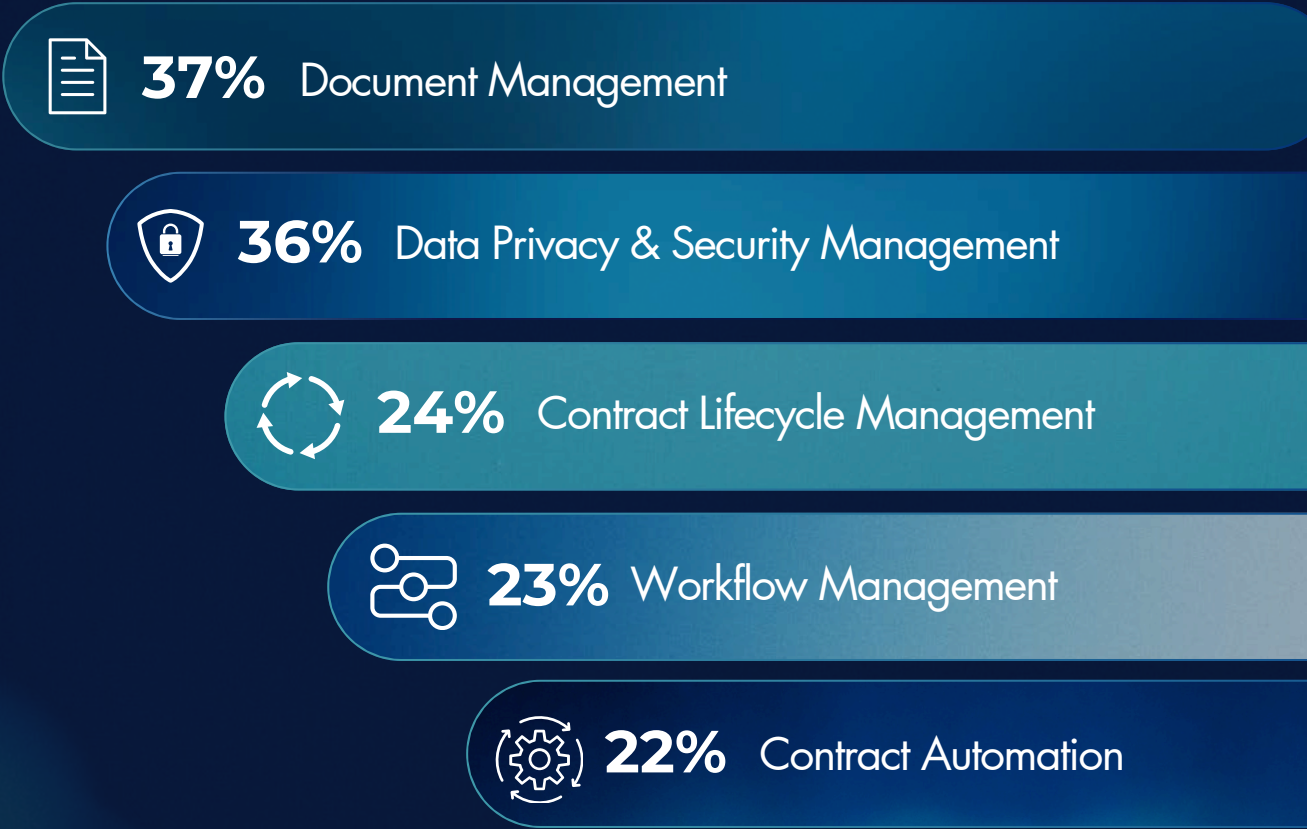 37% Document Management
36% Data Privacy & Security Management
24% Contract Lifecycle Management
23% Workflow Management
22% Contract Automation